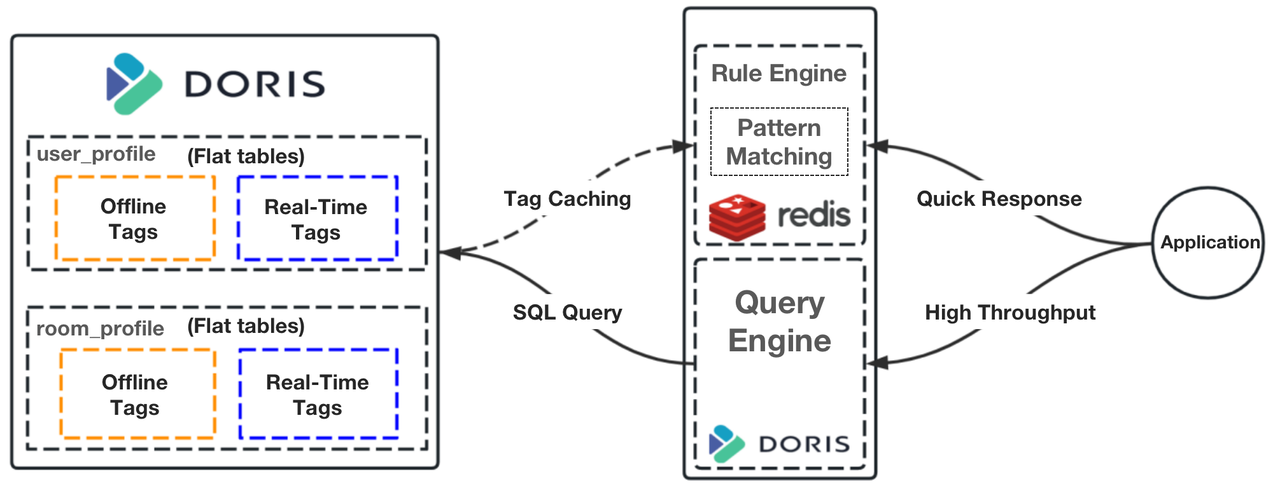 DORIS
user_profile (Flat tables)
Offline
Tags
Real-Time
Tags
room_profile (Flat tables)
Offline
Tags
Real-Time
Tags
Tag Caching
SQL Query
Rule Engine
Pattern
Matching
redis
Query
Engine
DORIS
Quick Response
High Throughput
Application